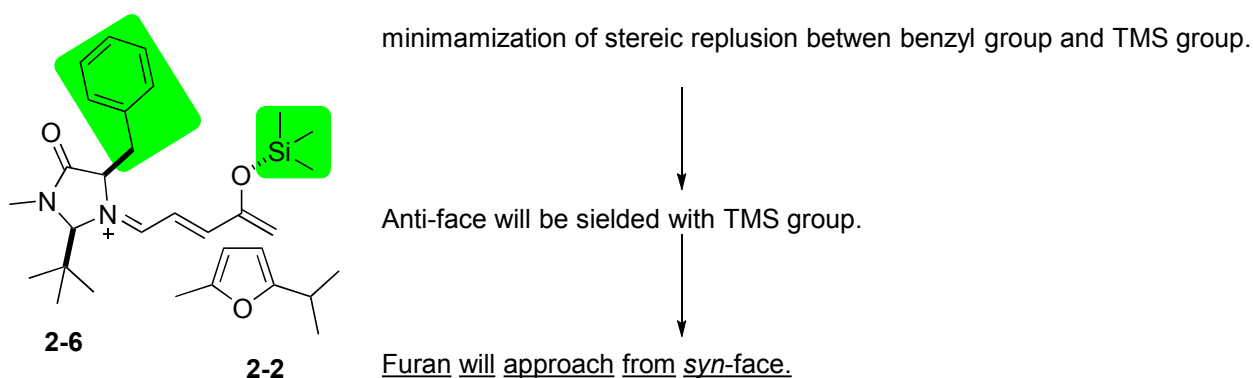 minimamization of stereic replusion betwen benzyl group and TMS group.
O
Si
O
N
N
+
Anti-face will be sielded with TMS group.
O
2-6
2-2
Furan will approach from syn-face.